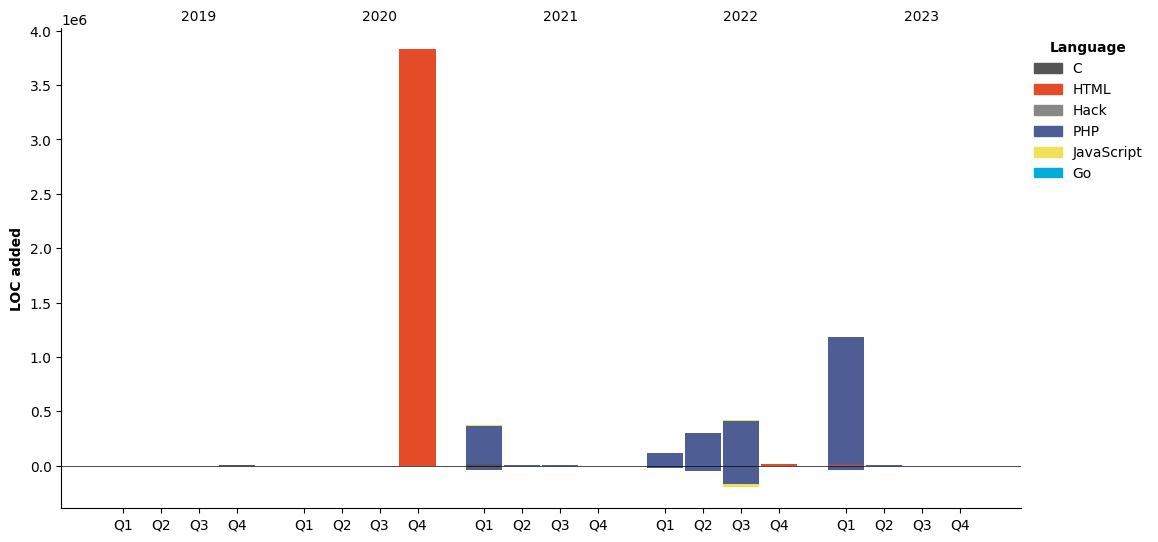 2019 2020 2021 2022 2023
1e6
4.0
3.5
3.0
2.5
2.0
1.5
1.0
0.5
0.0
LOC added
Q1 Q2 Q3 Q4 Q1 Q2 Q3 Q4 Q1 Q2 Q3 Q4 Q1 Q2 Q3 Q4 Q1 Q2 Q3 Q4
Language
C
HTML
Hack
PHP
JavaScript
Go